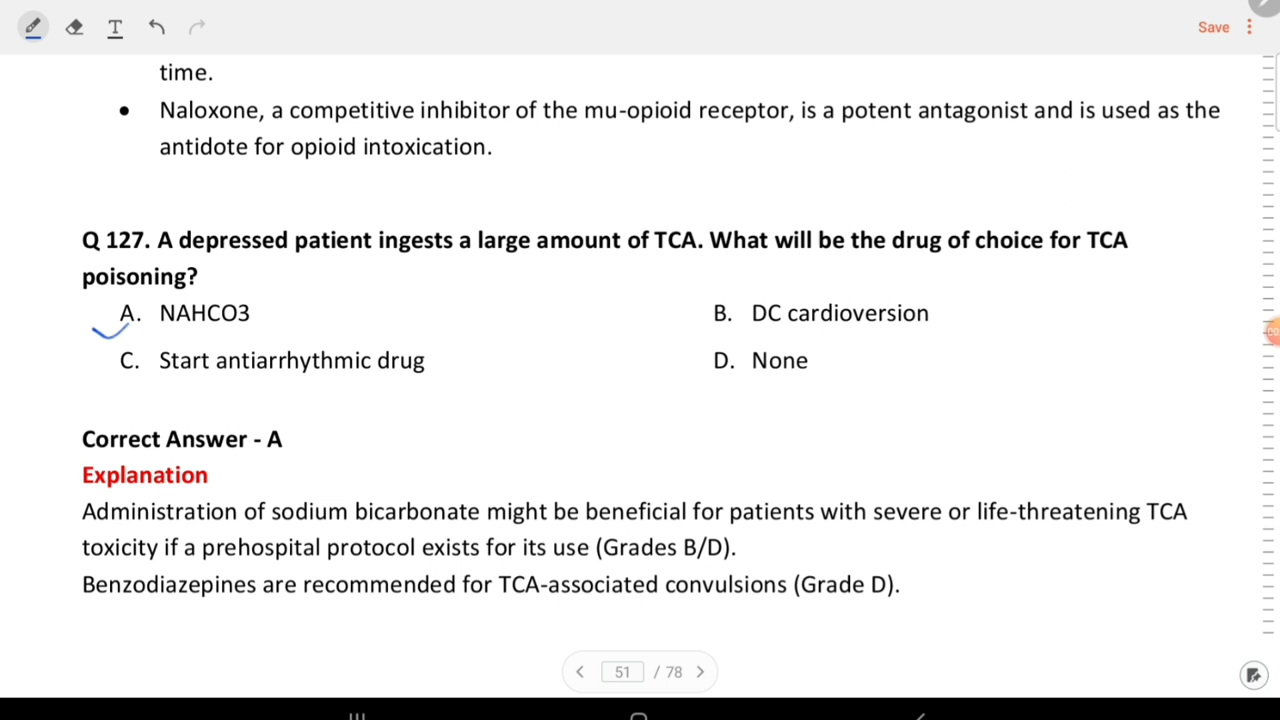 Save
time.
• Naloxone, a competitive inhibitor of the mu-opioid receptor, is a potent antagonist and is used as the
antidote for opioid intoxication.
Q 127. A depressed patient ingests a large amount of TCA. What will be the drug of choice for TCA
poisoning?
A. NAHCO3 B. DC cardioversion
C. Start antiarrhythmic drug D. None
Correct Answer - A
Explanation
Administration of sodium bicarbonate might be beneficial for patients with severe or life-threatening TCA
toxicity if a prehospital protocol exists for its use (Grades B/D).
Benzodiazepines are recommended for TCA-associated convulsions (Grade D).
51 / 78